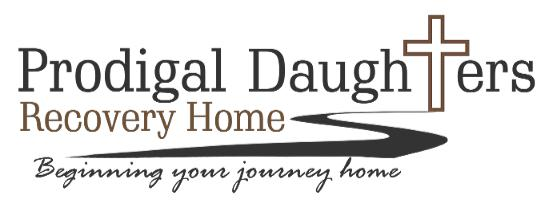 Prodigal Daughters
Recovery Home
Beginning your journey home